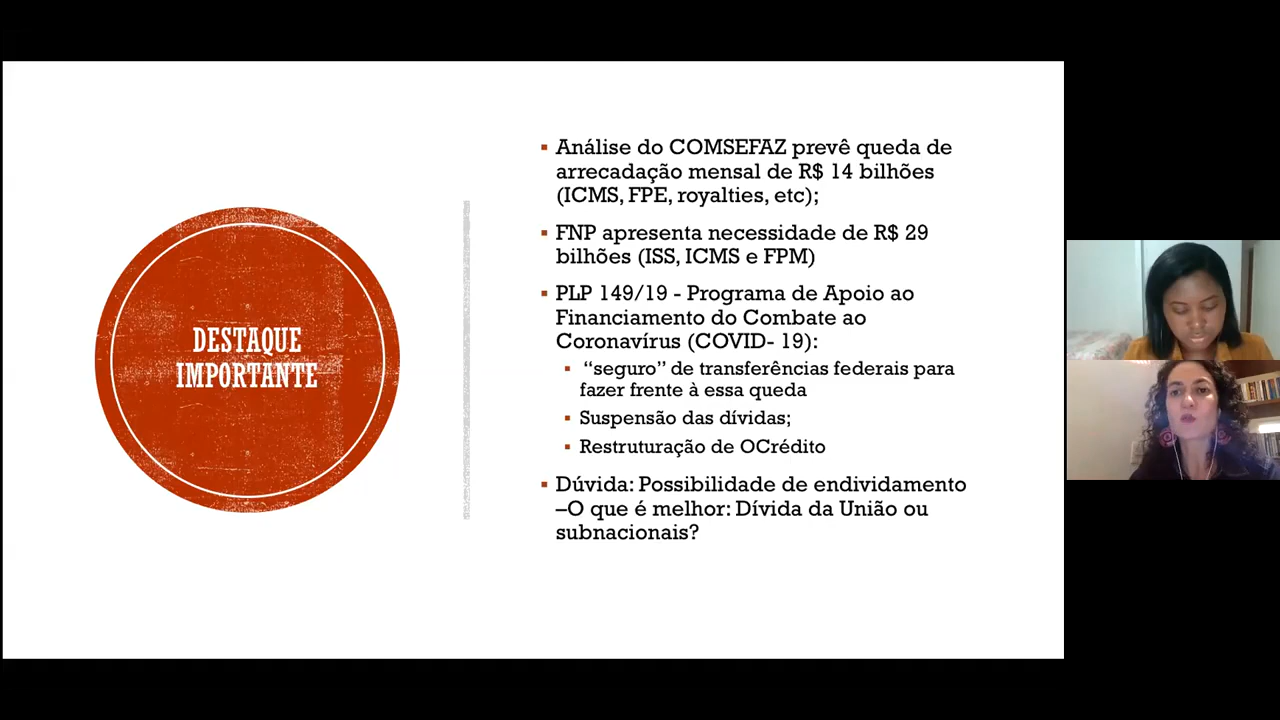 DESTAQUE
IMPORTANTE
▪ Análise do COMSEFAZ prevê queda de
arrecadação mensal de R$ 14 bilhões
(ICMS, FPE, royalties, etc);
▪ FNP apresenta necessidade de R$ 29
bilhões (ISS, ICMS e FPM)
▪ PLP 149/19 - Programa de Apoio ao
Financiamento do Combate ao
Coronavírus (COVID- 19):
▪ “seguro” de transferências federais para
fazer frente à essa queda
▪ Suspensão das dívidas;
▪ Restruturação de OCrédito
▪ Dúvida: Possibilidade de endividamento
–O que é melhor: Dívida da União ou
subnacionais?